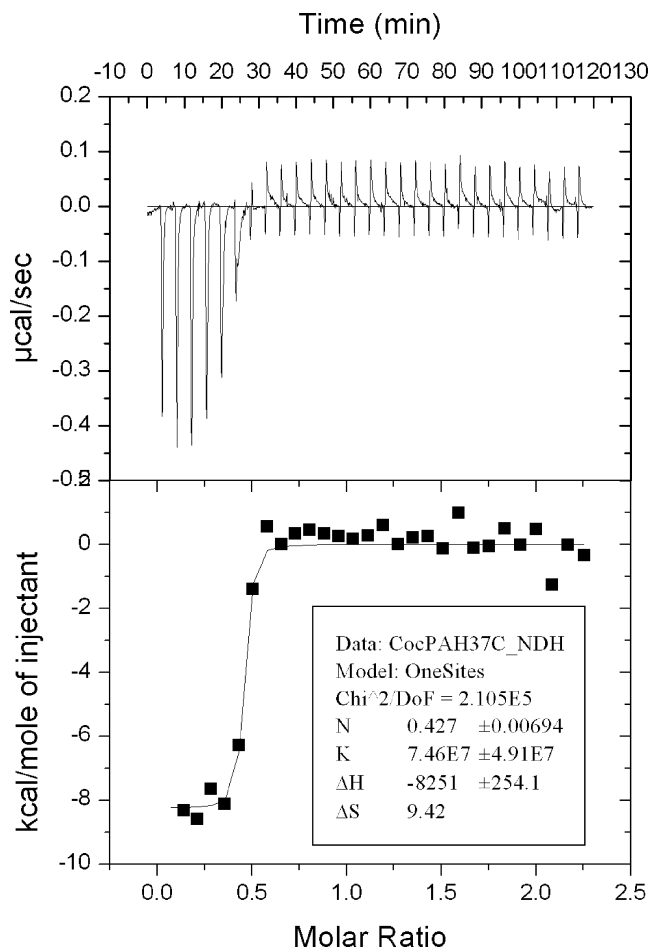 Time (min)
-10 0 10 20 30 40 50 60 70 80 90 100 110 120 130
0.2
0.1
0.0
-0.1
-0.2
-0.3
-0.4
-0.5
µcal/sec
2
0
-2
-4
-6
-8
-10
kcal/mole of injectant
Data: CocPAH37C_NDH
Model: OneSites
Chi^2/DoF = 2.105E5
N 0.427 ±0.00694
K 7.46E7 ±4.91E7
ΔH -8251 ±254.1
ΔS 9.42
0.0 0.5 1.0 1.5 2.0 2.5
Molar Ratio